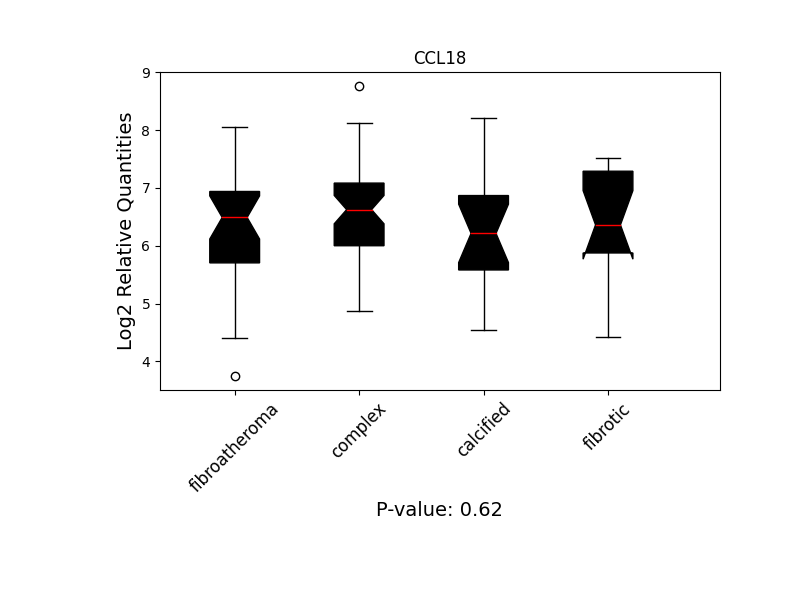 CCL18
Log2 Relative Quantities
9
8
7
6
5
4
fibroatheroma
complex
calcified
fibrotic
P-value: 0.62